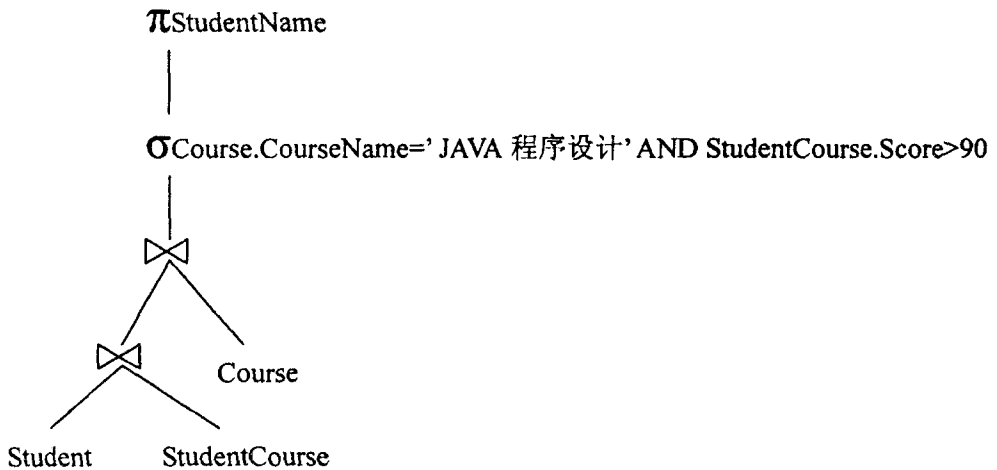 πStudentName
σCourse.CourseName=’JAVA 程序设计’AND StudentCourse.Score>90
Course
Student
StudentCourse